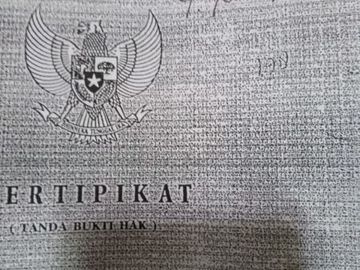 ERTIPIKAT
( TANDA BUKTI HAK )